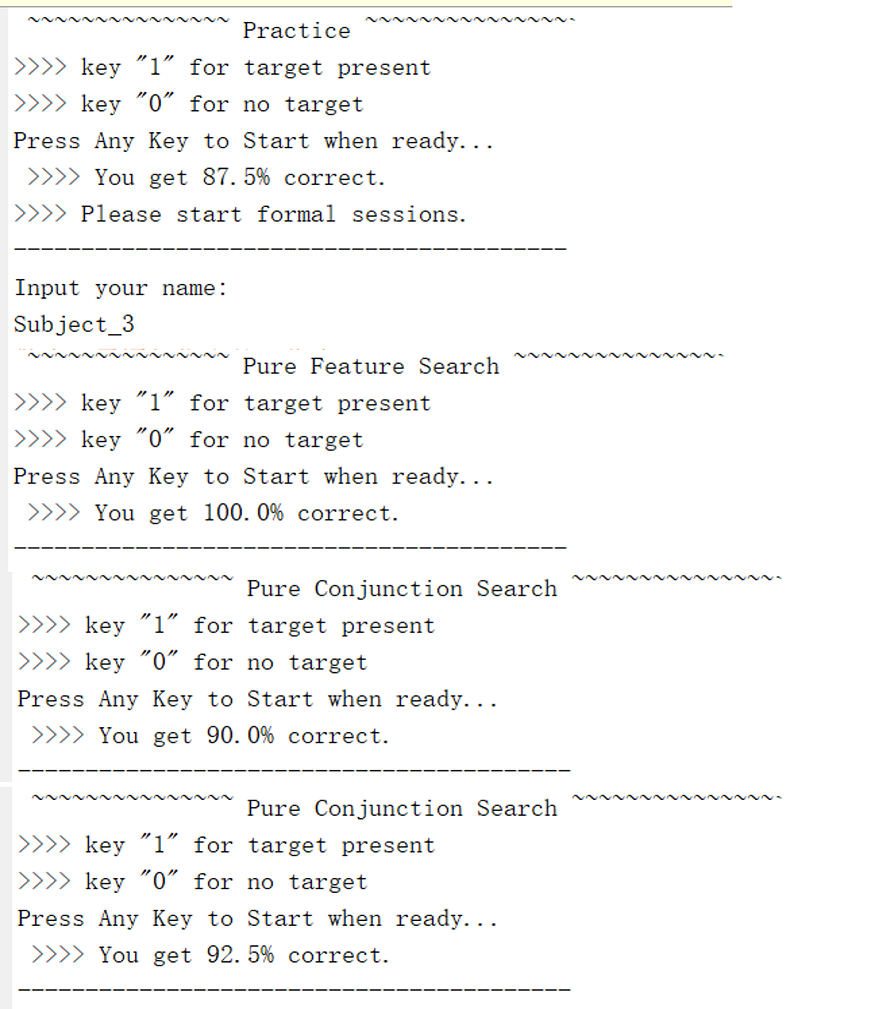 ~~~~~~~~~~~~~~~ Practice ~~~~~~~~~~~~~~~`
>>>> key "1" for target present
>>>> key "0" for no target
Press Any Key to Start when ready...
>>>> You get 87.5% correct.
>>>> Please start formal sessions.
-----------------------------------------
Input your name:
Subject_3
~~~~~~~~~~~~~~~ Pure Feature Search ~~~~~~~~~~~~~~~`
>>>> key "1" for target present
>>>> key "0" for no target
Press Any Key to Start when ready...
>>>> You get 100.0% correct.
-----------------------------------------
~~~~~~~~~~~~~~~ Pure Conjunction Search ~~~~~~~~~~~~~~~`
>>>> key "1" for target present
>>>> key "0" for no target
Press Any Key to Start when ready...
>>>> You get 90.0% correct.
-----------------------------------------
~~~~~~~~~~~~~~~ Pure Conjunction Search ~~~~~~~~~~~~~~~`
>>>> key "1" for target present
>>>> key "0" for no target
Press Any Key to Start when ready...
>>>> You get 92.5% correct.
-----------------------------------------